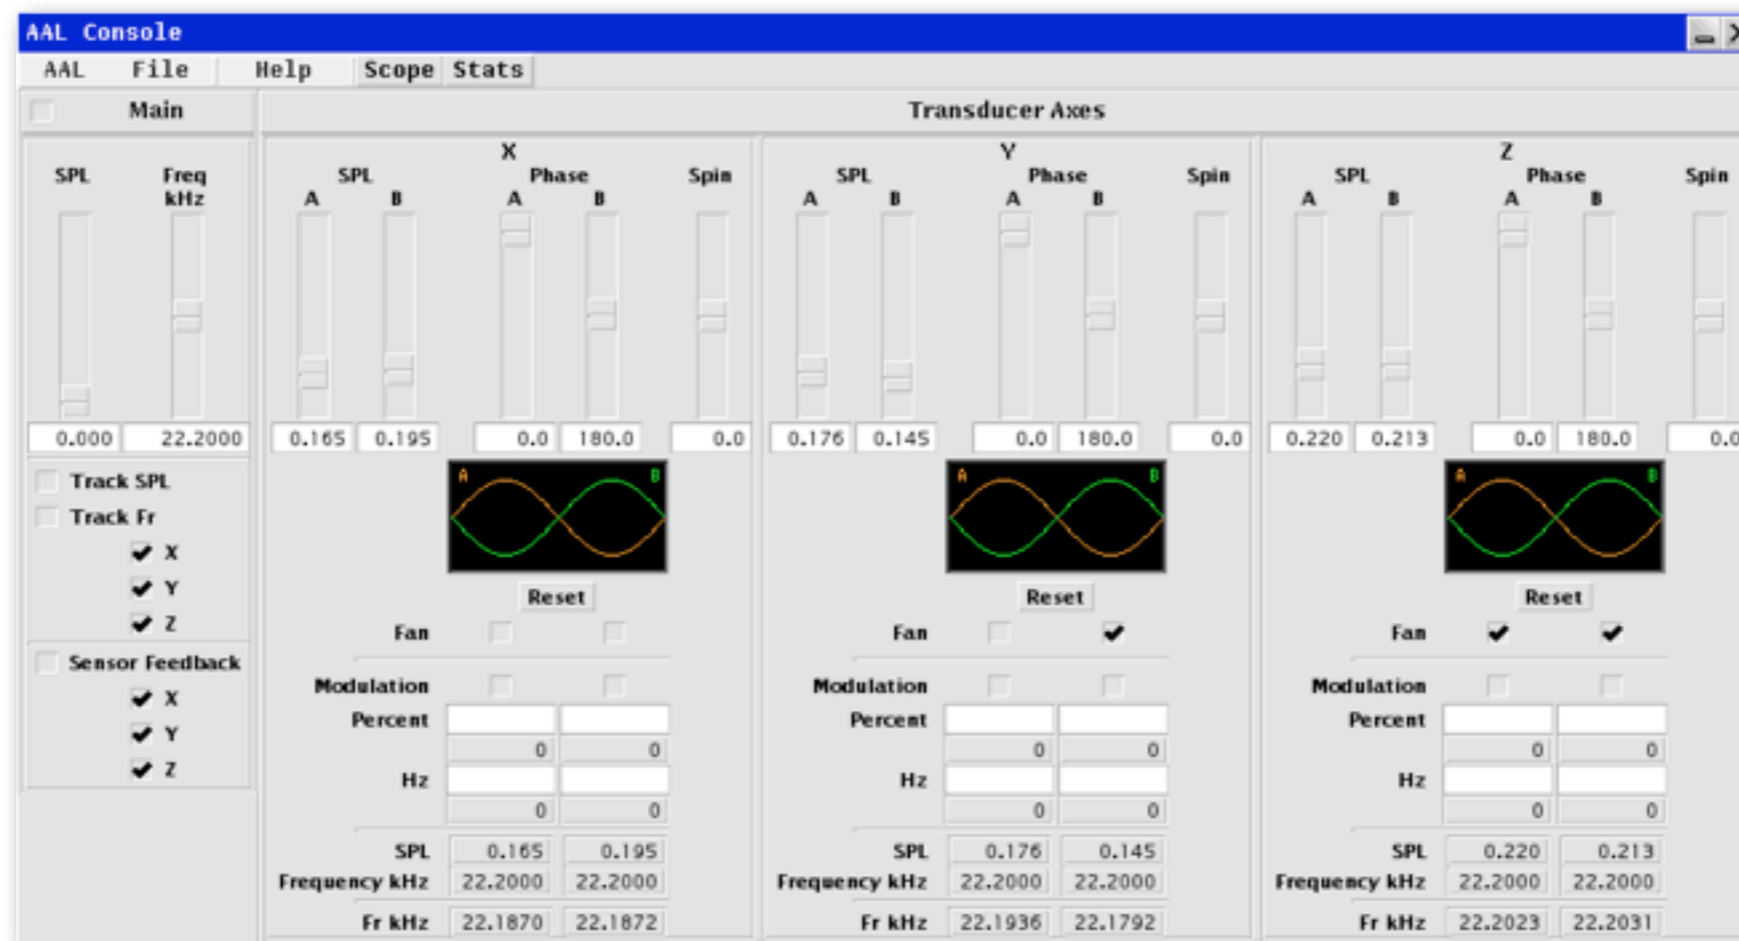 AAL Console
AAL File Help Scope Stats
Main Transducer Axes
X Y Z
SPL Freq SPL Phase Spin SPL Phase Spin SPL Phase Spin
kHz A B A B A B A B A B A B
0.000 22.2000 0.165 0.195 0.0 180.0 0.0 0.176 0.145 0.0 180.0 0.0 0.220 0.213 0.0 180.0 0.0
A B A B A B
Track SPL
Track Fr
X
Y
Z
Reset Reset Reset
Fan Fan Fan
Sensor Feedback
X
Y
Z
Modulation Modulation Modulation
Percent Percent Percent
0 0 0 0 0 0
Hz Hz Hz
0 0 0 0 0 0
SPL 0.165 0.195 SPL 0.176 0.145 SPL 0.220 0.213
Frequency kHz 22.2000 22.2000 Frequency kHz 22.2000 22.2000 Frequency kHz 22.2000 22.2000
Fr kHz 22.1870 22.1872 Fr kHz 22.1936 22.1792 Fr kHz 22.2023 22.2031